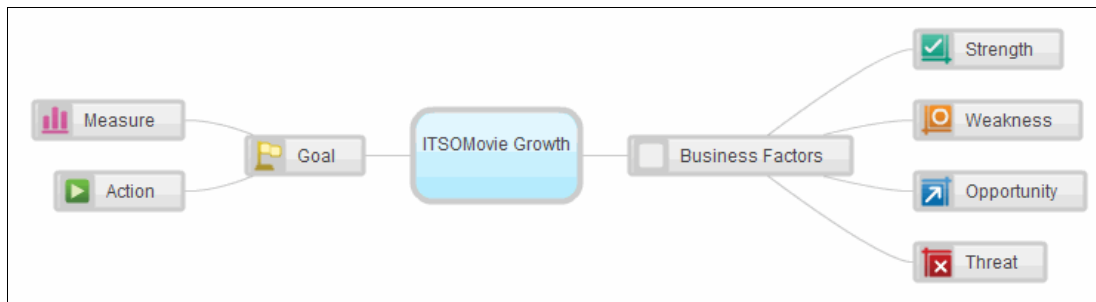 Measure
Action
Goal
ITSOMovie Growth
Business Factors
Strength
Weakness
Opportunity
Threat